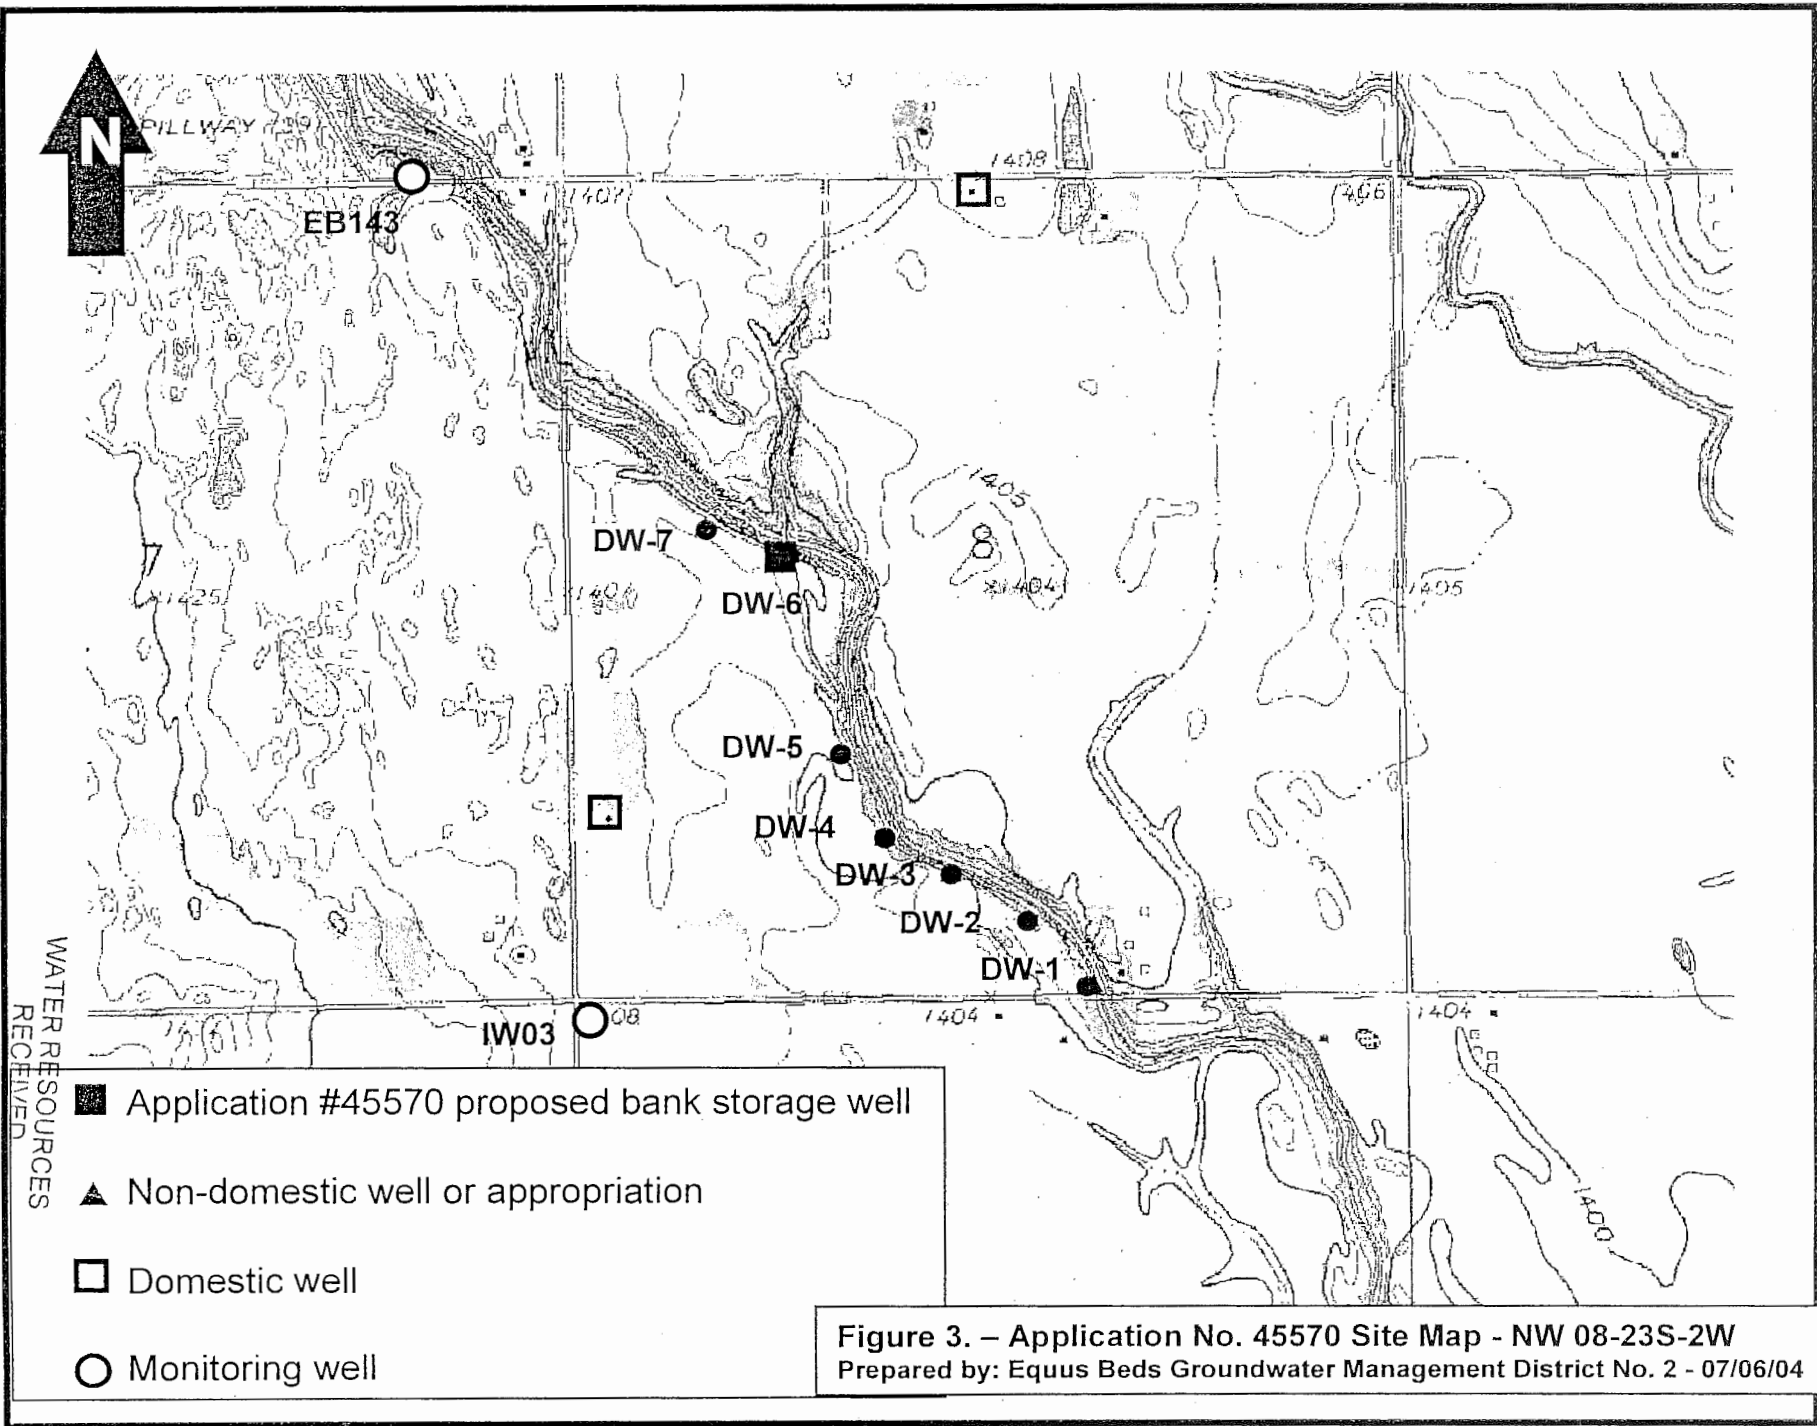 N
PILLWAY
EB143
1407
1408
1406
1405
DW-7
DW-6
1425
1404
1405
DW-5
DW-4
DW-3
DW-2
DW-1
IW03
08
1404
1404
1400
WATER RESOURCES
RECEIVED
Application #45570 proposed bank storage well
Non-domestic well or appropriation
Domestic well
Monitoring well
Figure 3. – Application No. 45570 Site Map - NW 08-23S-2W
Prepared by: Equus Beds Groundwater Management District No. 2 - 07/06/04